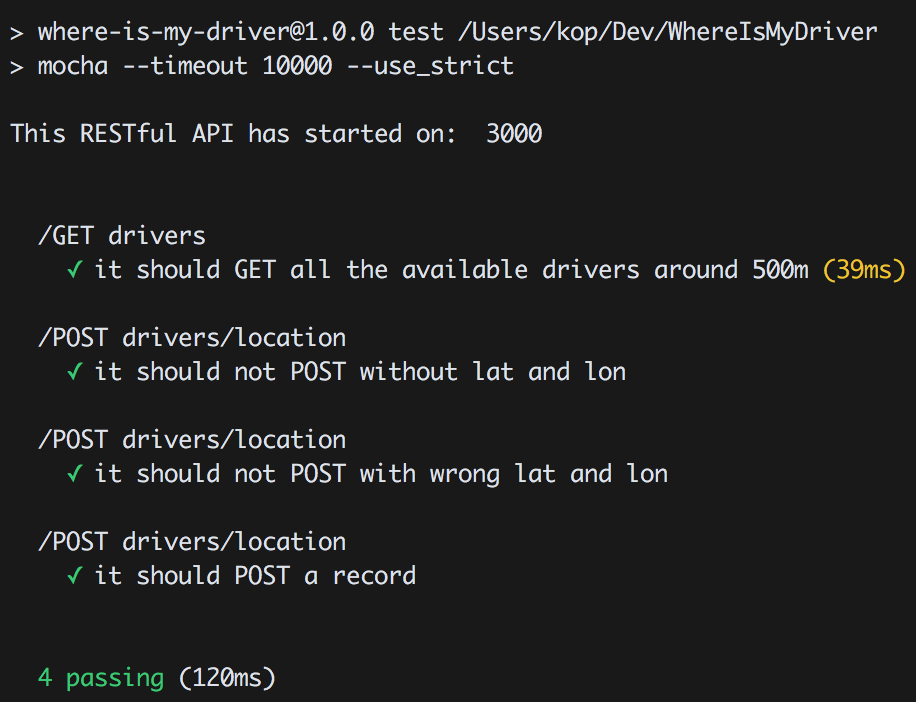 > where-is-my-driver@1.0.0 test /Users/kop/Dev/WhereIsMyDriver
> mocha --timeout 10000 --use_strict
This RESTful API has started on:  3000
/GET drivers
✓ it should GET all the available drivers around 500m (39ms)
/POST drivers/location
✓ it should not POST without lat and lon
/POST drivers/location
✓ it should not POST with wrong lat and lon
/POST drivers/location
✓ it should POST a record
4 passing (120ms)